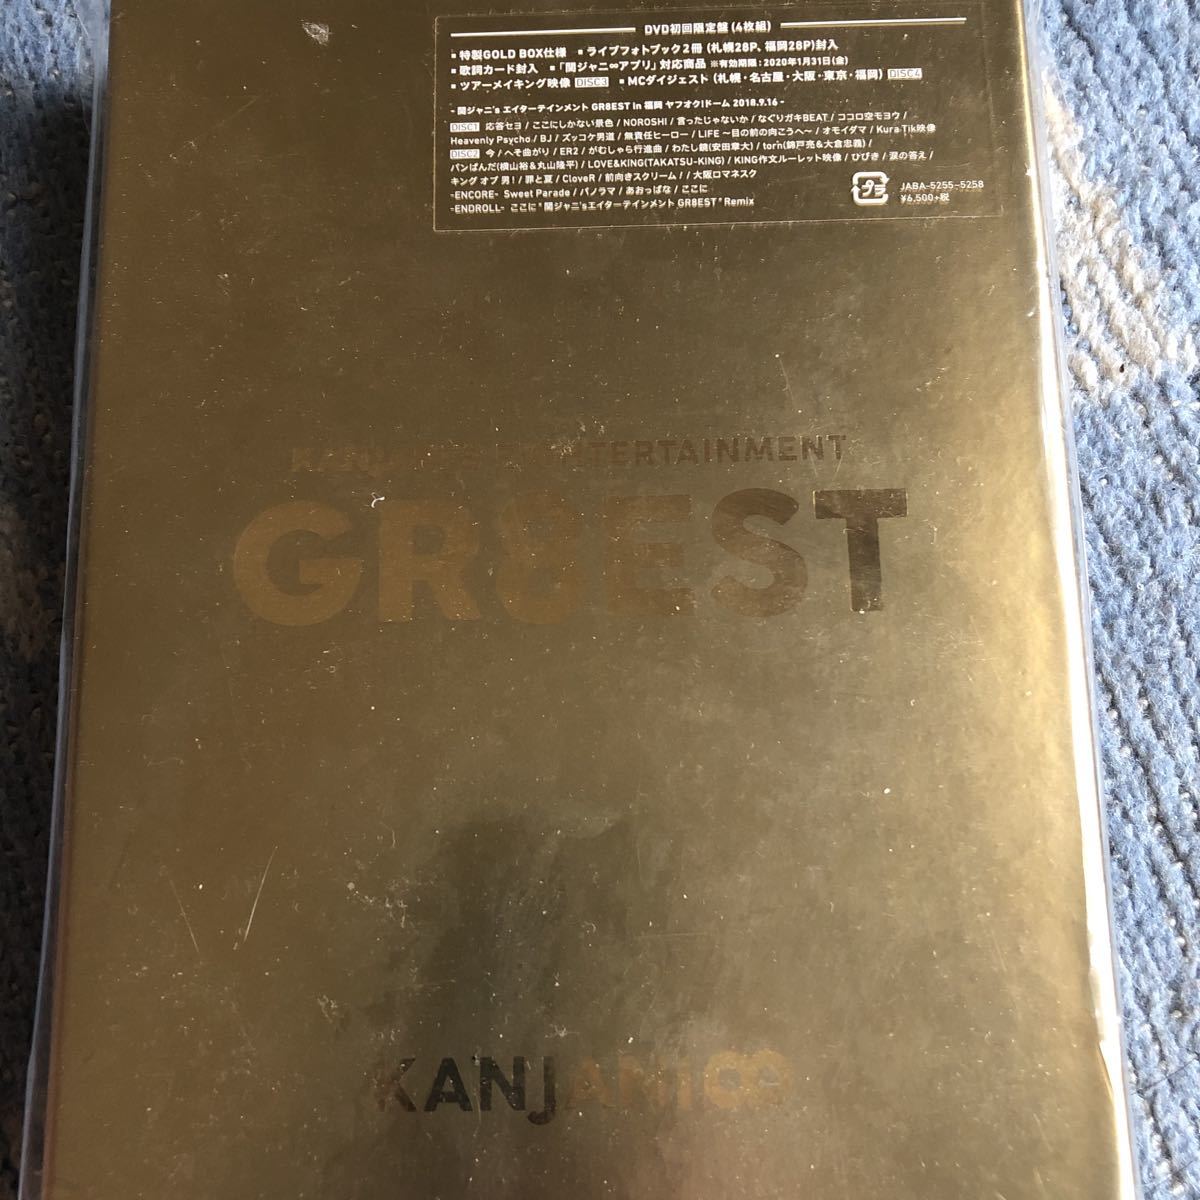 DVD初回限定盤(4枚組)
▪特製GOLD BOX仕様 ▪ライブフォトブック2冊(札幌28P、福岡28P)封入
▪歌詞カード封入 ▪「関ジャニ∞アプリ」対応商品 ※有効期限:2020年1月31日(金)
▪ツアーメイキング映像 DISC3 ▪MCダイジェスト(札幌・名古屋・大阪・東京・福岡) DISC4
- 関ジャニ's エイターテインメント GR8EST in 福岡 ヤフオク!ドーム 2018.9.16 -
DISC1 応答セヨ / ここにしかない景色 / NOROSHI / 言ったじゃないか / なぐりガキBEAT / ココロ空モヨウ /
Heavenly Psycho / BJ / ズッコケ男道 / 無責任ヒーロー / LIFE ~目の前の向こうへ~ / オモイダマ / Kura Tik映像
DISC2 今 / へそ曲がり / ER2 / がむしゃら行進曲 / わたし鏡(安田章大) / torn(錦戸亮&大倉忠義) /
パンぱんだ(横山裕&丸山隆平) / LOVE&KING(TAKATSU-KING) / KING作文ルーレット映像 / ひびき / 涙の答え /
キング オブ 男! / 罪と夏 / CloveR / 前向きスクリーム! / 大阪ロマネスク
-ENCORE- Sweet Parade / パノラマ / あおっぱな / ここに
-ENDROLL- ここに"関ジャニ'sエイターテインメント GR8EST" Remix
プラ
JABA-5255-5258
¥6,500+税
ENTERTAINMENT
GR8EST
KANJANI∞